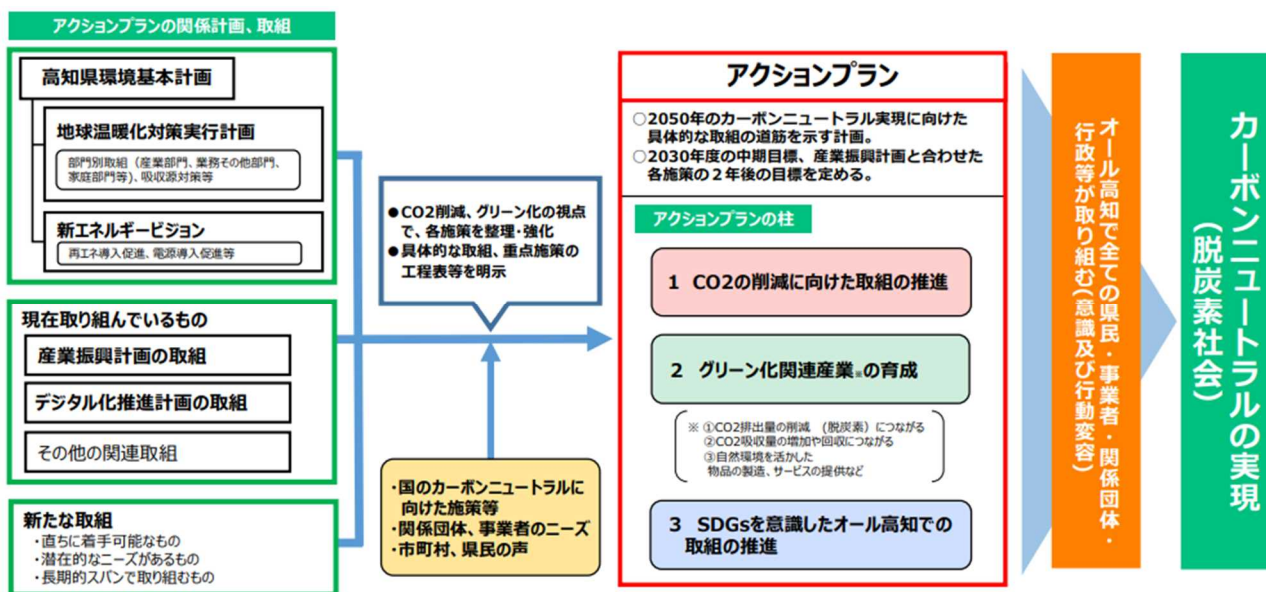 アクションプランの関係計画、取組
高知県環境基本計画
地球温暖化対策実行計画
部門別取組（産業部門、業務その他部門、
家庭部門等)、吸収源対策等
新エネルギービジョン
再エネ導入促進、電源導入促進等
現在取り組んでいるもの
産業振興計画の取組
デジタル化推進計画の取組
その他の関連取組
新たな取組
・直ちに着手可能なもの
・潜在的なニーズがあるもの
・長期的スパンで取り組むもの
●CO2削減、グリーン化の視点
で、各施策を整理・強化
●具体的な取組、重点施策の
工程表等を明示
・国のカーボンニュートラルに
向けた施策等
・関係団体、事業者のニーズ
・市町村、県民の声
アクションプラン
○2050年のカーボンニュートラル実現に向けた
具体的な取組の道筋を示す計画。
○2030年度の中期目標、産業振興計画と合わせた
各施策の２年後の目標を定める。
アクションプランの柱
1 CO2の削減に向けた取組の推進
2 グリーン化関連産業※の育成
※ ①CO2排出量の削減 （脱炭素）につながる
②CO2吸収量の増加や回収につながる
③自然環境を活かした
物品の製造、サービスの提供など
3 SDGsを意識したオール高知での
取組の推進
オール高知で全ての県民・事業者・関係団体・
行政等が取り組む(意識及び行動変容)
カーボンニュートラルの実現
(脱炭素社会)